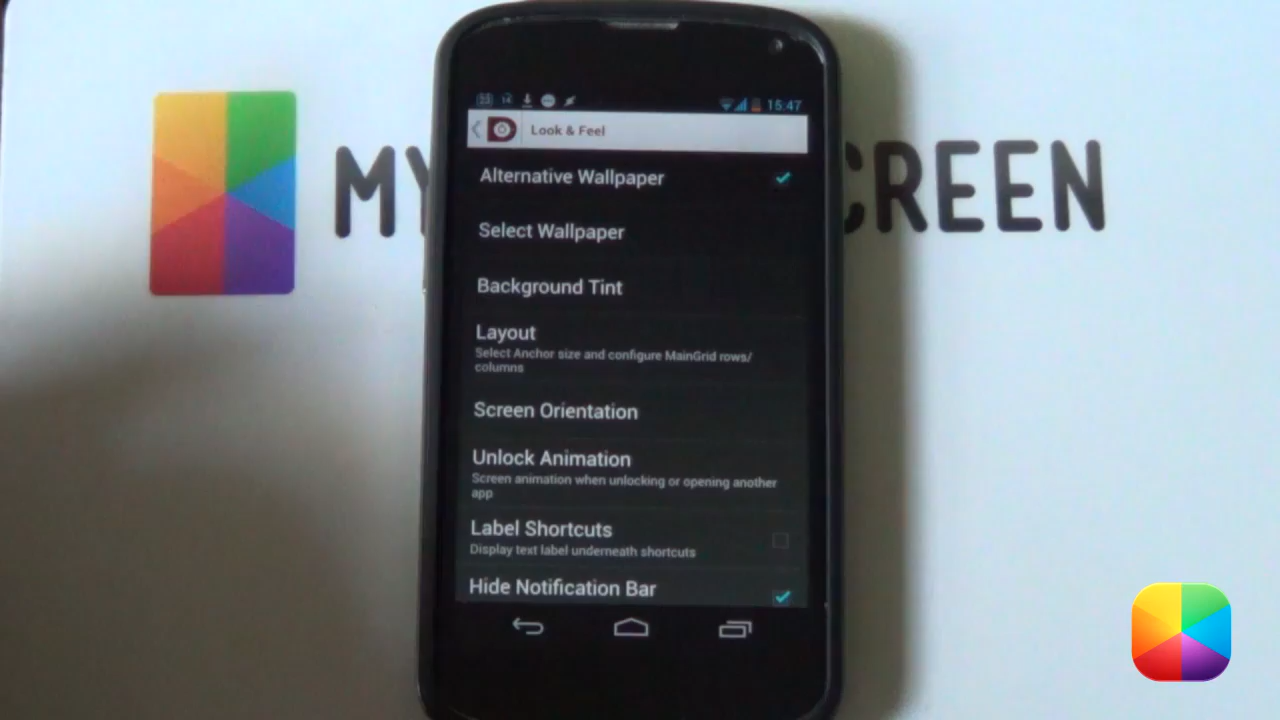 15:47
Look & Feel
MY CREEN
Alternative Wallpaper
Select Wallpaper
Background Tint
Layout
Select Anchor size and configure MainGrid rows/
columns
Screen Orientation
Unlock Animation
Screen animation when unlocking or opening another
app
Label Shortcuts
Display text label underneath shortcuts
Hide Notification Bar